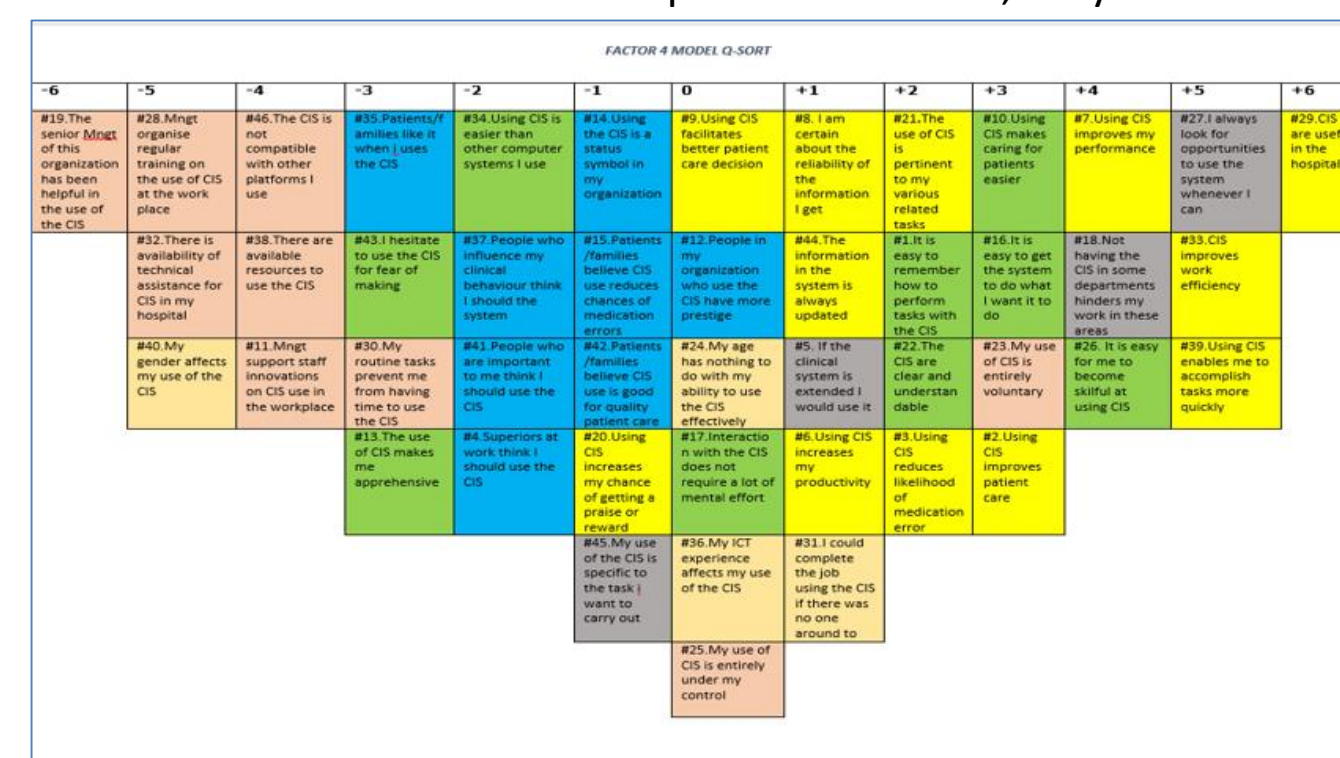 FACTOR 4 MODEL Q-SORT
-6 -5 -4 -3 -2 -1 0 +1 +2 +3 +4 +5 +6
#19.The
senior Mngt
of this
organization
has been
helpful in
the use of
the CIS
#28.Mngt
organise
regular
training on
the use of CIS
at the work
place
#46.The CIS is
not
compatible
with other
platforms I
use
#35.Patients/f
amilies like it
when i uses
the CIS
#34.Using CIS is
easier than
other computer
systems I use
#14.Using
the CIS is a
status
symbol in
my
organization
#9.Using CIS
facilitates
better patient
care decision
#8. I am
certain
about the
reliability of
the
information
I get
#21.The
use of CIS
is
pertinent
to my
various
related
tasks
#10.Using
CIS makes
caring for
patients
easier
#7.Using CIS
improves my
performance
#27.I always
look for
opportunities
to use the
system
whenever I
can
#29.CIS
are usef
in the
hospital
#32.There is
availability of
technical
assistance for
CIS in my
hospital
#38.There are
available
resources to
use the CIS
#43.I hesitate
to use the CIS
for fear of
making
#37.People who
influence my
clinical
behaviour think
I should the
system
#15.Patients
/families
believe CIS
use reduces
chances of
medication
errors
#12.People in
my
organization
who use the
CIS have more
prestige
#44.The
information
in the
system is
always
updated
#1.It is
easy to
remember
how to
perform
tasks with
the CIS
#16.It is
easy to get
the system
to do what
I want it to
do
#18.Not
having the
CIS in some
departments
hinders my
work in these
areas
#33.CIS
improves
work
efficiency
#40.My
gender affects
my use of the
CIS
#11.Mngt
support staff
innovations
on CIS use in
the workplace
#30.My
routine tasks
prevent me
from having
time to use
the CIS
#41.People who
are important
to me think I
should use the
CIS
#42.Patients
/families
believe CIS
use is good
for quality
patient care
#24.My age
has nothing to
do with my
ability to use
the CIS
effectively
#5. If the
clinical
system is
extended I
would use it
#22.The
CIS are
clear and
understan
dable
#23.My use
of CIS is
entirely
voluntary
#26. It is easy
for me to
become
skilful at
using CIS
#39.Using CIS
enables me to
accomplish
tasks more
quickly
#13.The use
of CIS makes
me
apprehensive
#4.Superiors at
work think I
should use the
CIS
#20.Using
CIS
increases
my chance
of getting a
praise or
reward
#17.Interactio
n with the CIS
does not
require a lot of
mental effort
#6.Using CIS
increases
my
productivity
#3.Using
CIS
reduces
likelihood
of
medication
error
#2.Using
CIS
improves
patient
care
#45.My use
of the CIS is
specific to
the task i
want to
carry out
#36.My ICT
experience
affects my use
of the CIS
#31.I could
complete
the job
using the CIS
if there was
no one
around to
#25.My use of
CIS is entirely
under my
control